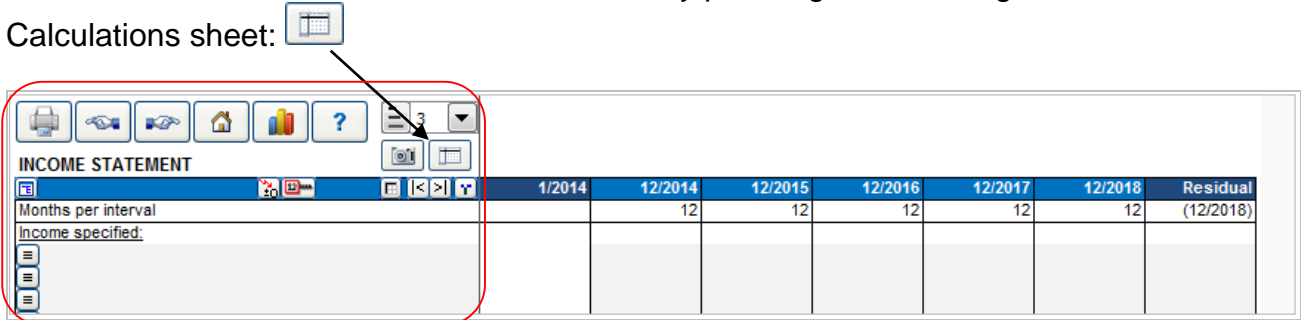 Calculations sheet:
? 3
INCOME STATEMENT
1/2014 12/2014 12/2015 12/2016 12/2017 12/2018 Residual
Months per interval 12 12 12 12 12 (12/2018)
Income specified: